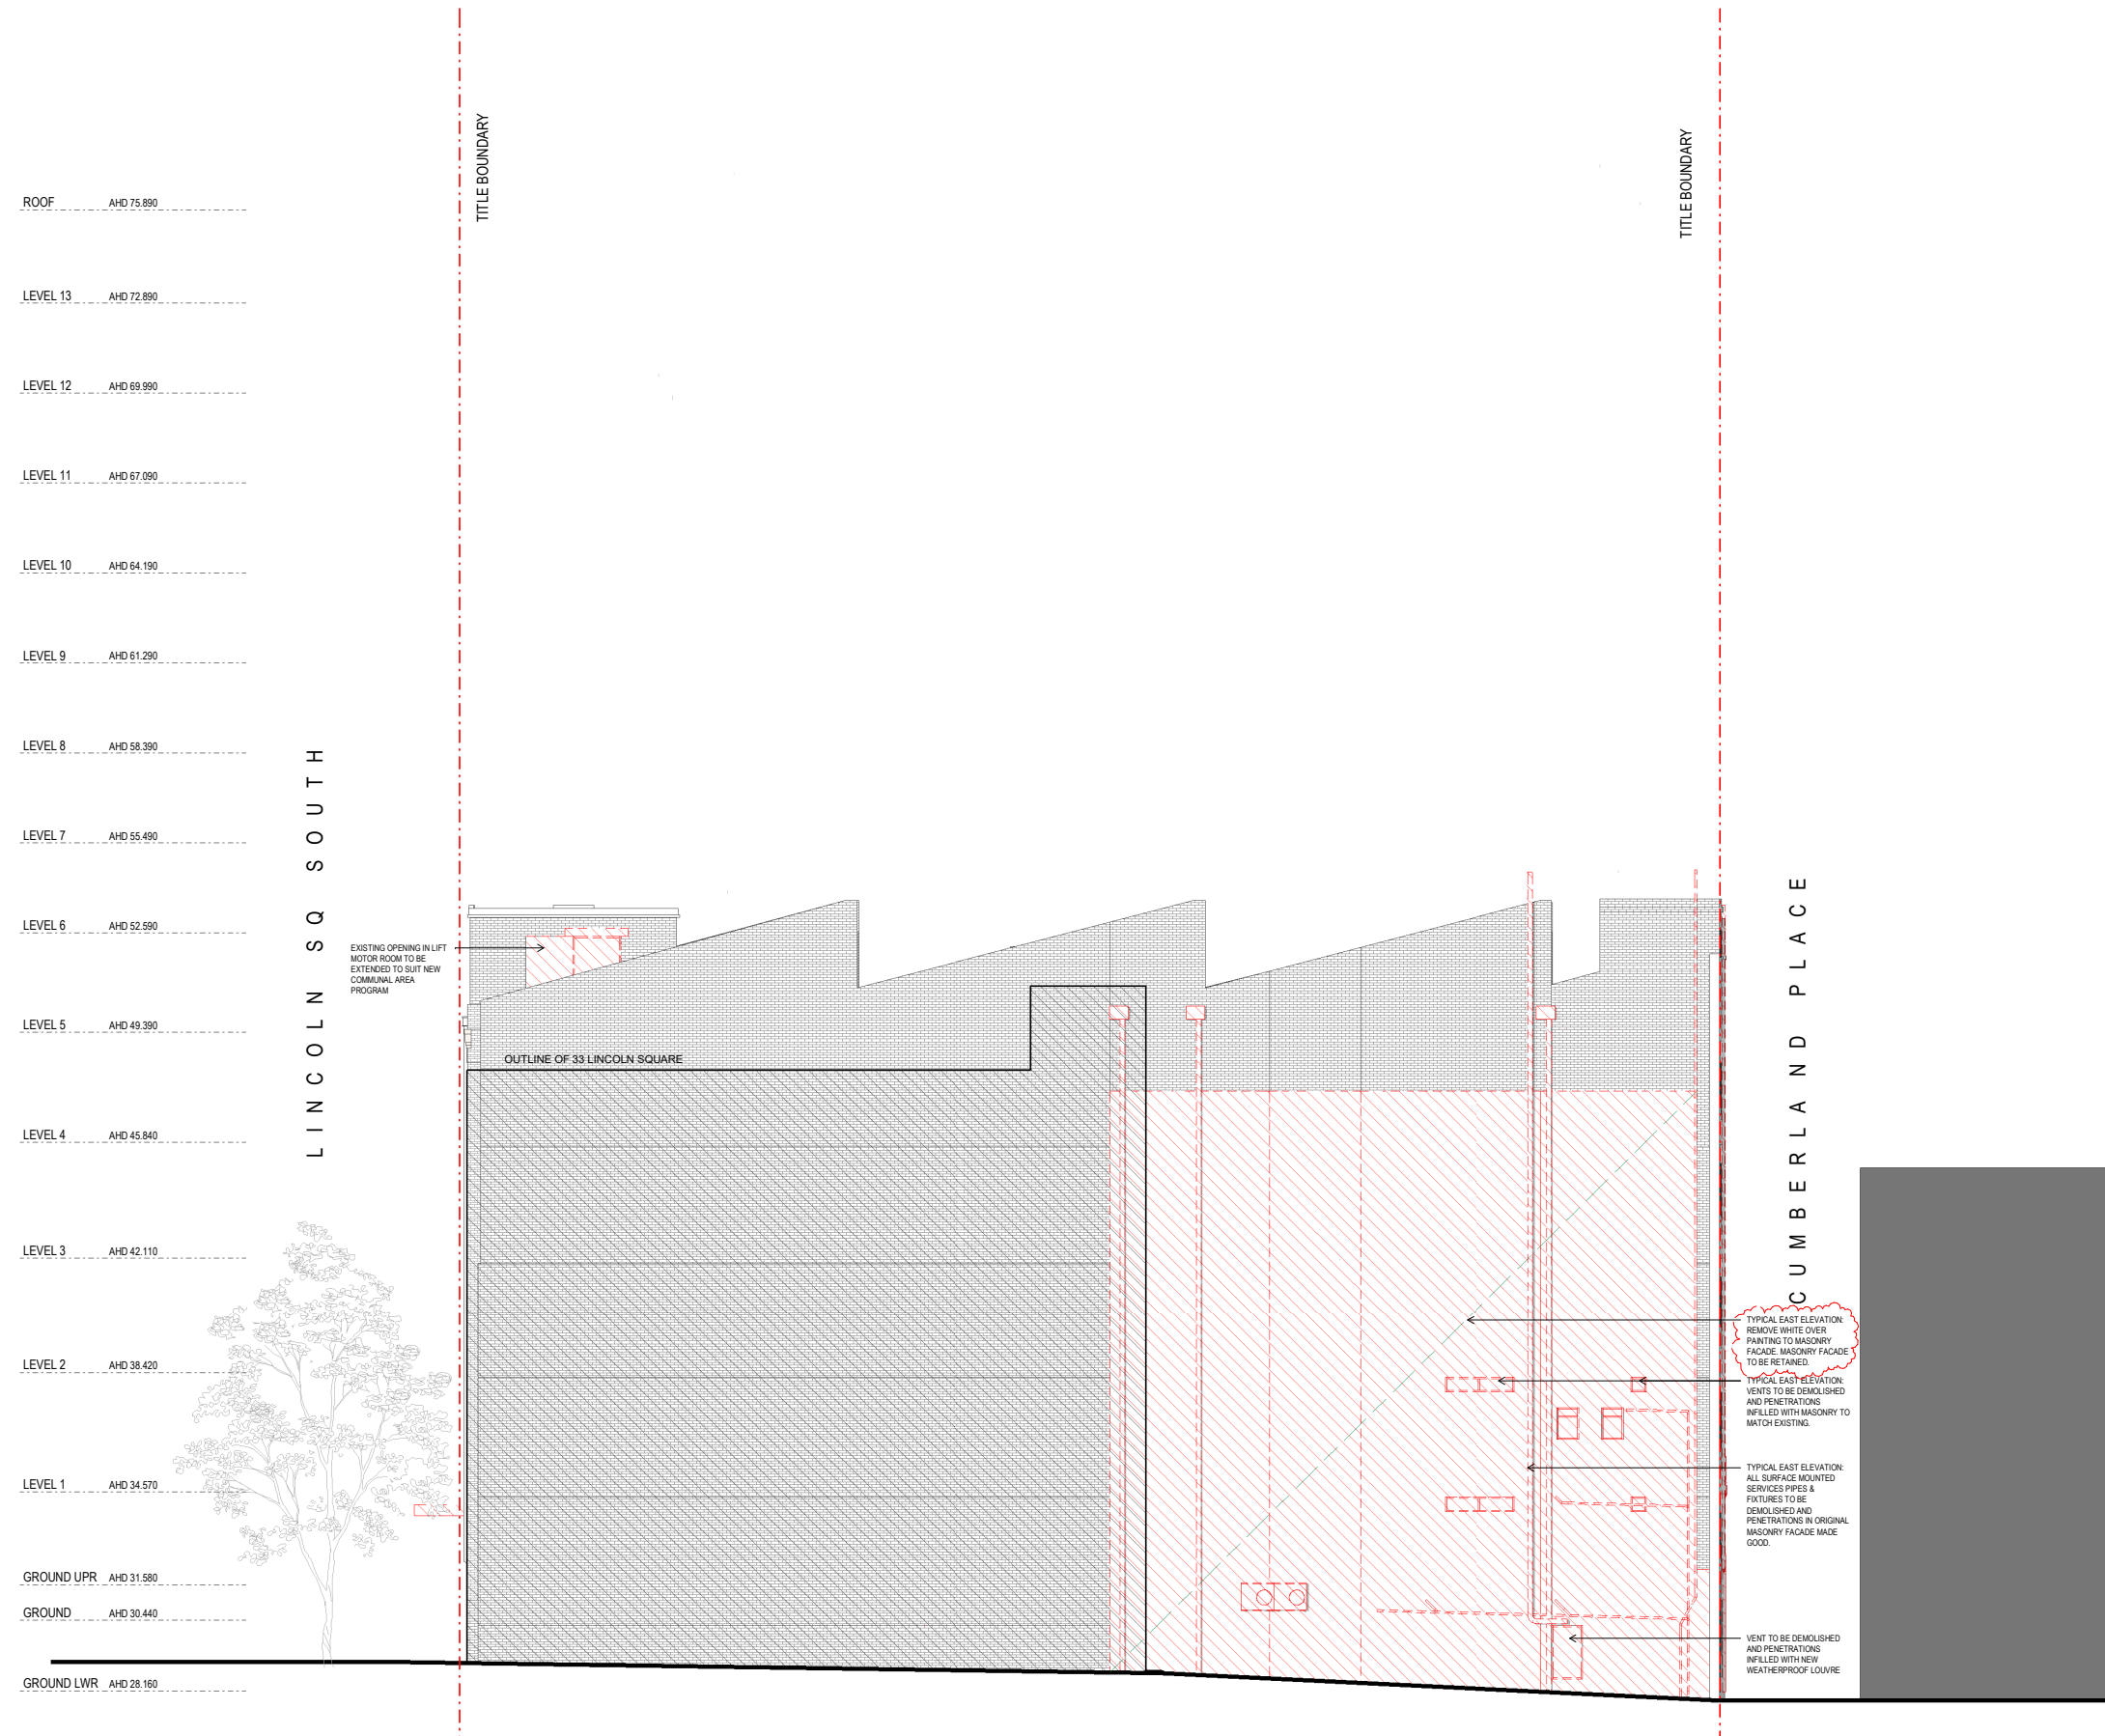 TITLE BOUNDARY
TITLE BOUNDARY
ROOF AHD 75.890
LEVEL 13 AHD 72.890
LEVEL 12 AHD 69.990
LEVEL 11 AHD 67.090
LEVEL 10 AHD 64.190
LEVEL 9 AHD 61.290
LEVEL 8 AHD 58.390
LEVEL 7 AHD 55.490
LEVEL 6 AHD 52.590
LEVEL 5 AHD 49.390
LEVEL 4 AHD 45.840
LEVEL 3 AHD 42.110
LEVEL 2 AHD 38.420
LEVEL 1 AHD 34.570
GROUND UPR AHD 31.580
GROUND AHD 30.440
GROUND LWR AHD 28.160
LINCOLN SQ SOUTH
EXISTING OPENING IN LIFT
MOTOR ROOM TO BE
EXTENDED TO SUIT NEW
COMMUNAL AREA
PROGRAM
OUTLINE OF 33 LINCOLN SQUARE
CUMBERLAND PLACE
TYPICAL EAST ELEVATION:
REMOVE WHITE OVER
PAINTING TO MASONRY
FACADE. MASONRY FACADE
TO BE RETAINED.
TYPICAL EAST ELEVATION:
VENTS TO BE DEMOLISHED
AND PENETRATIONS
INFILLED WITH MASONRY TO
MATCH EXISTING.
TYPICAL EAST ELEVATION:
ALL SURFACE MOUNTED
SERVICES PIPES &
FIXTURES TO BE
DEMOLISHED AND
PENETRATIONS IN ORIGINAL
MASONRY FACADE MADE
GOOD.
VENT TO BE DEMOLISHED
AND PENETRATIONS
INFILLED WITH NEW
WEATHERPROOF LOUVRE